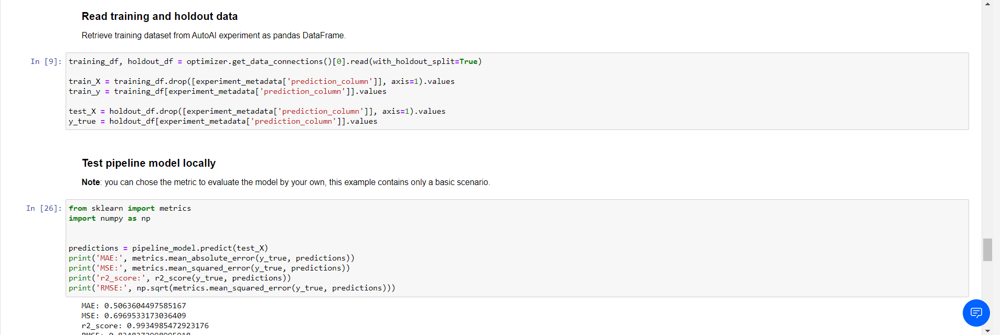 Read training and holdout data
Retrieve training dataset from AutoAI experiment as pandas DataFrame.
In [9]:
training_df, holdout_df = optimizer.get_data_connections()[0].read(with_holdout_split=True)
train_X = training_df.drop([experiment_metadata['prediction_column']], axis=1).values
train_y = training_df[experiment_metadata['prediction_column']].values
test_X = holdout_df.drop([experiment_metadata['prediction_column']], axis=1).values
y_true = holdout_df[experiment_metadata['prediction_column']].values
Test pipeline model locally
Note: you can chose the metric to evaluate the model by your own, this example contains only a basic scenario.
In [26]:
from sklearn import metrics
import numpy as np
predictions = pipeline_model.predict(test_X)
print('MAE:', metrics.mean_absolute_error(y_true, predictions))
print('MSE:', metrics.mean_squared_error(y_true, predictions))
print('r2_score:', r2_score(y_true, predictions))
print('RMSE:', np.sqrt(metrics.mean_squared_error(y_true, predictions)))
MAE: 0.5063604497585167
MSE: 0.6969533173036409
r2_score: 0.9934985472923176
RMSE: